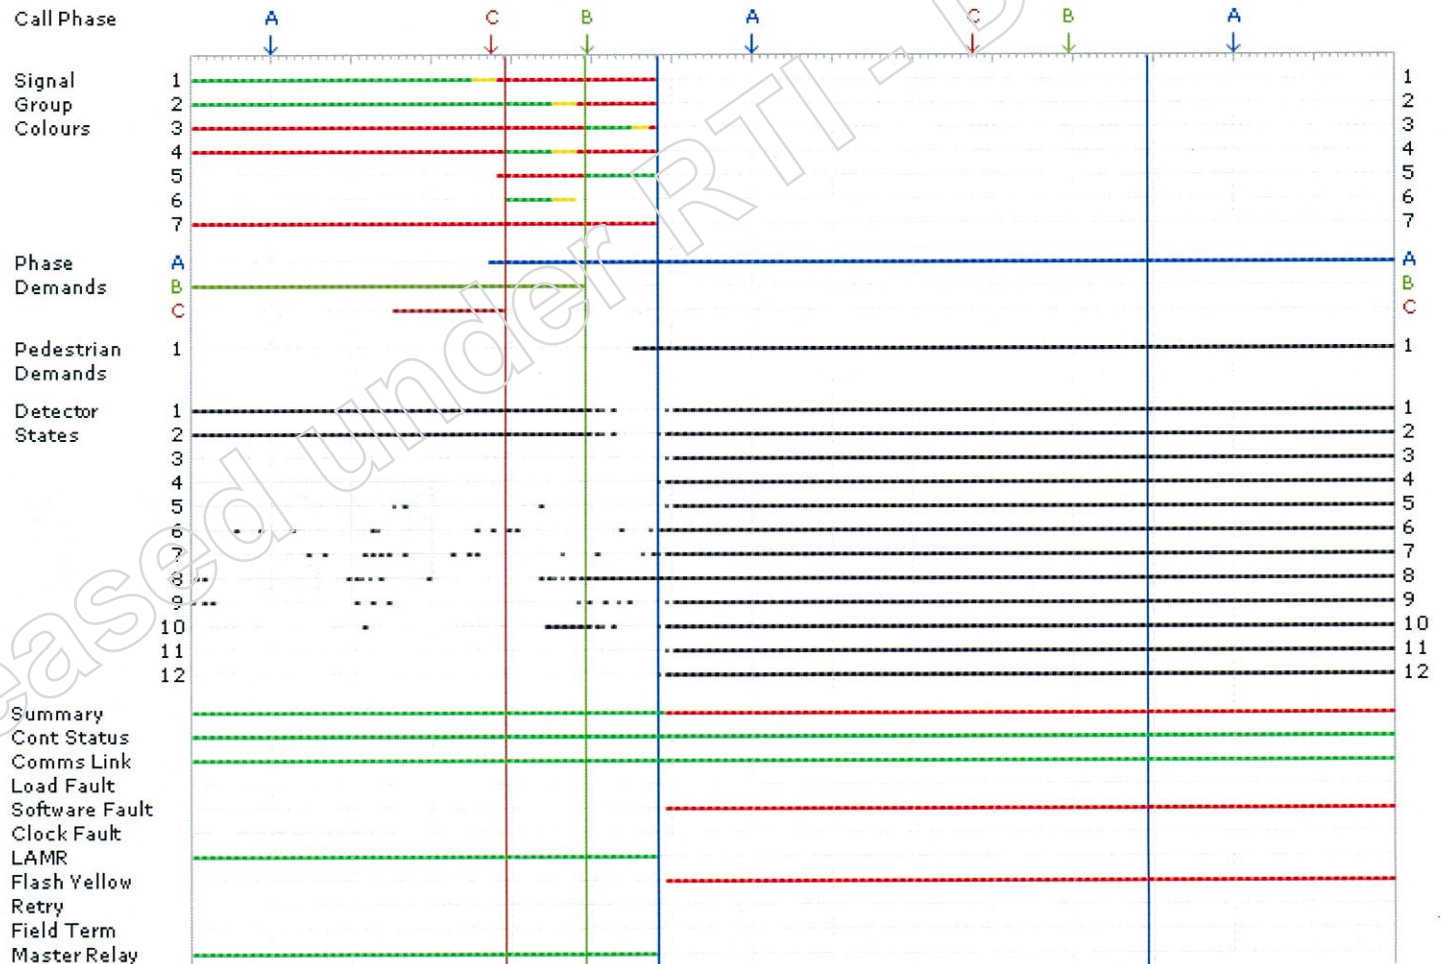 Call Phase A C B A C B A
Signal 1 1
Group 2 2
Colours 3 3
4 4
5 5
6 6
7 7
Phase A A
Demands B B
C C
Pedestrian 1 1
Demands
Detector 1 1
States 2 2
3 3
4 4
5 5
6 6
7 7
8 8
9 9
10 10
11 11
12 12
Summary
Cont Status
Comms Link
Load Fault
Software Fault
Clock Fault
LAMR
Flash Yellow
Retry
Field Term
Master Relay
eased under RTI - D